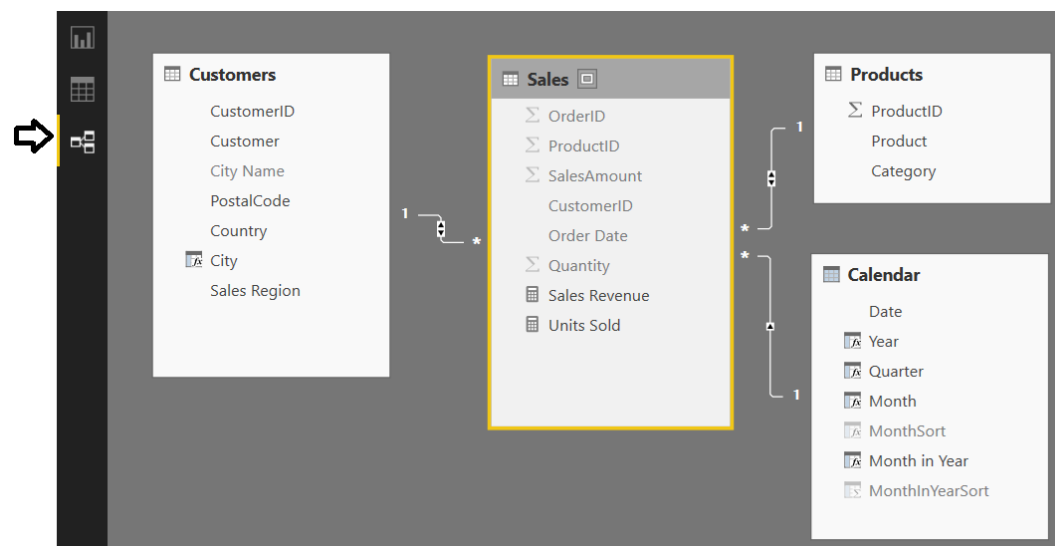 Customers
CustomerID
Customer
City Name
PostalCode
Country
City
Sales Region
1
*
Sales
OrderID
ProductID
SalesAmount
CustomerID
Order Date
Quantity
Sales Revenue
Units Sold
1
*
*
1
Products
ProductID
Product
Category
Calendar
Date
Year
Quarter
Month
MonthSort
Month in Year
MonthInYearSort